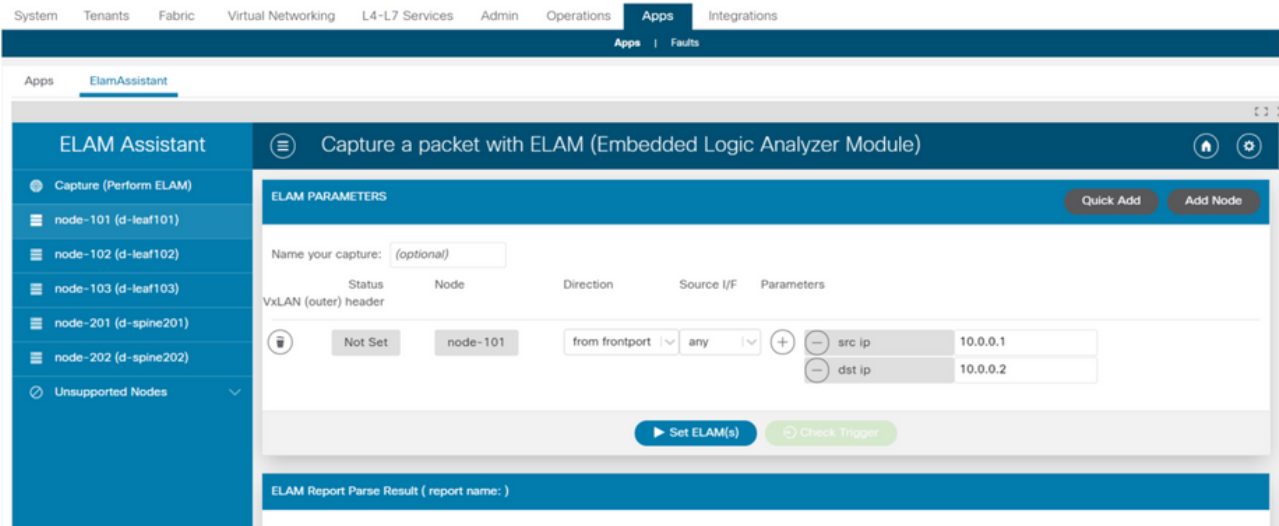 System Tenants Fabric Virtual Networking L4-L7 Services Admin Operations Apps Integrations
Apps | Faults
Apps ElamAssistant
ELAM Assistant
Capture (Perform ELAM)
node-101 (d-leaf101)
node-102 (d-leaf102)
node-103 (d-leaf103)
node-201 (d-spine201)
node-202 (d-spine202)
Unsupported Nodes
Capture a packet with ELAM (Embedded Logic Analyzer Module)
ELAM PARAMETERS
Quick Add Add Node
Name your capture: (optional)
Status Node Direction Source I/F Parameters
VxLAN (outer) header
Not Set node-101 from frontport any src ip 10.0.0.1
dst ip 10.0.0.2
Set ELAM(s) Check Trigger
ELAM Report Parse Result ( report name: )